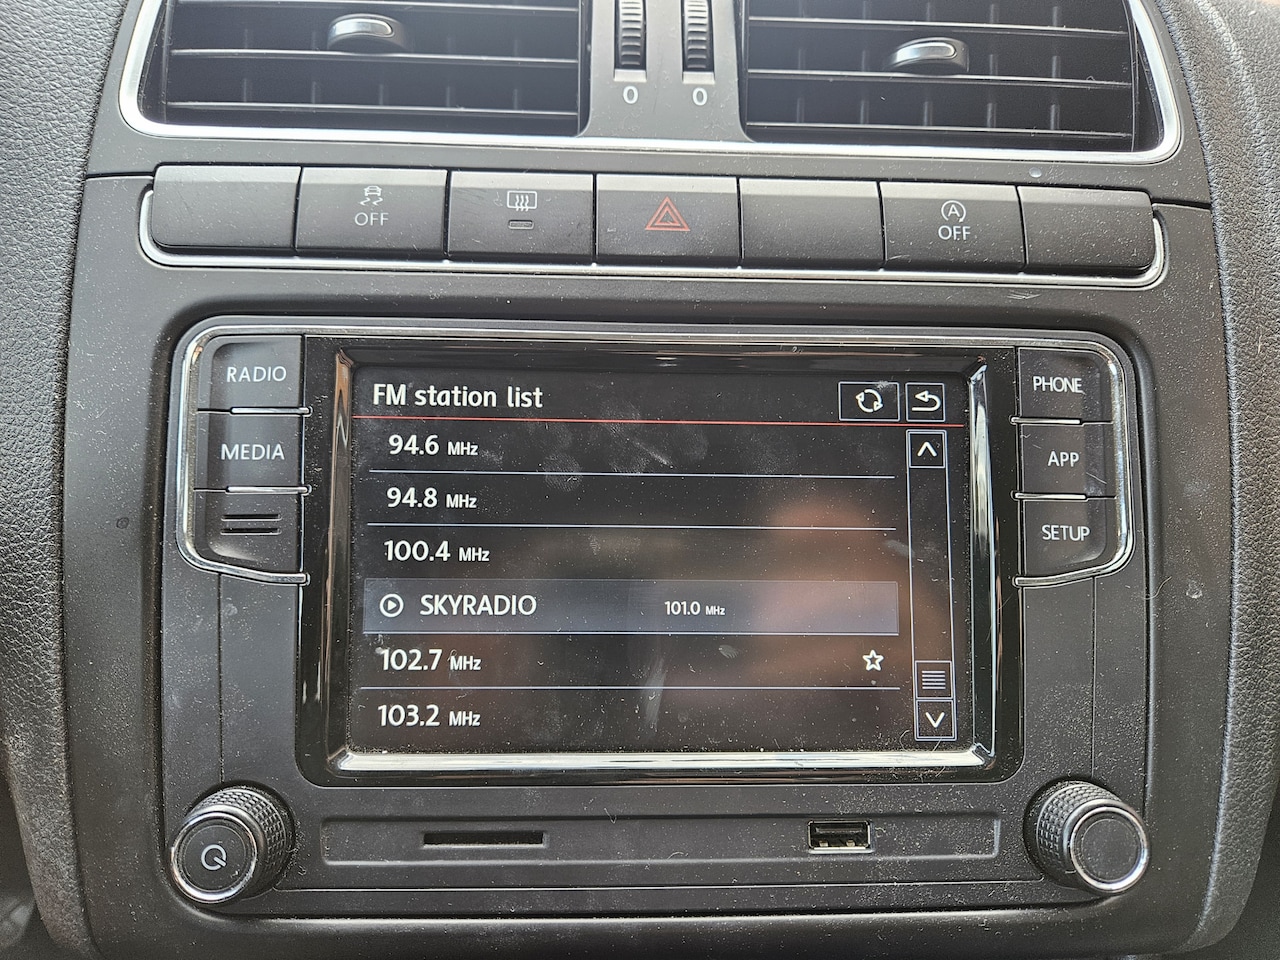 0 0
OFF
A
OFF
RADIO
MEDIA
PHONE
APP
SETUP
FM station list
94.6 MHz
94.8 MHz
100.4 MHz
SKYRADIO 101.0 MHz
102.7 MHz
103.2 MHz